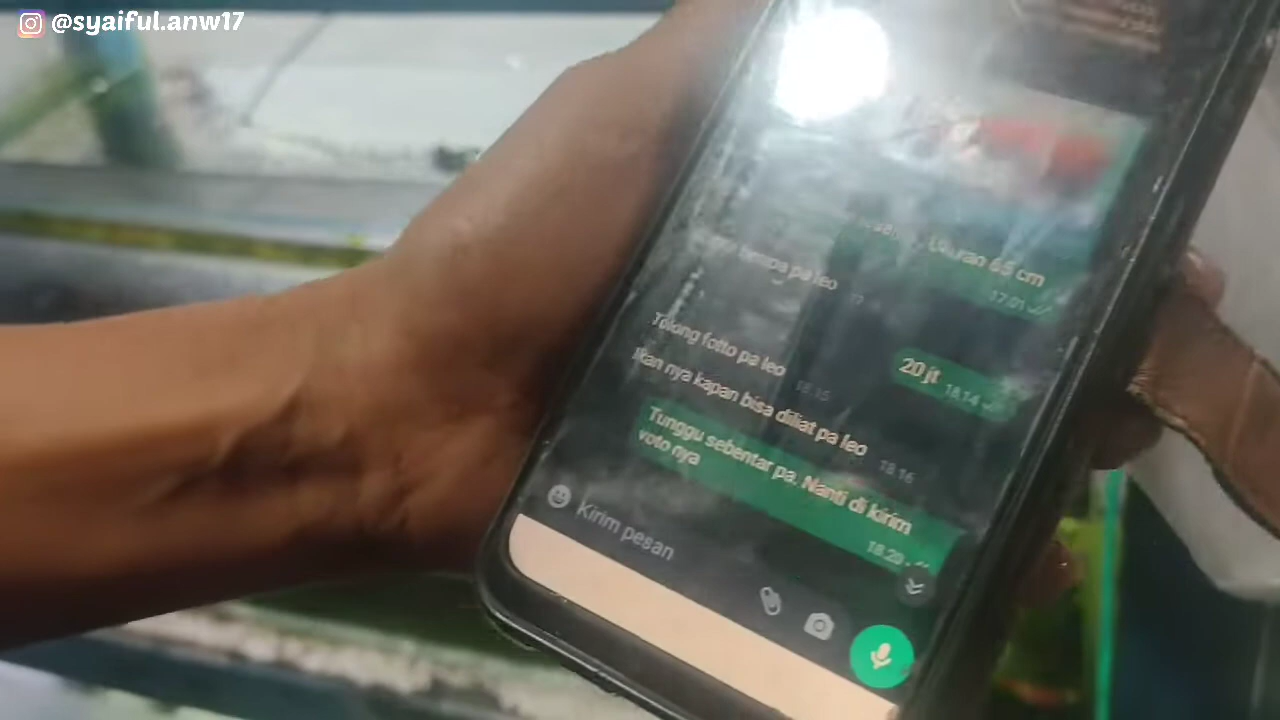 @syaiful.anw17
Ukuran 65 cm
17.01
pa leo
20 jt 18.14
Tolong fotto pa leo 18.15
Ikan nya kapan bisa diliat pa leo 18.16
Tunggu sebentar pa. Nanti di kirim
voto nya
18.20
Kirim pesan